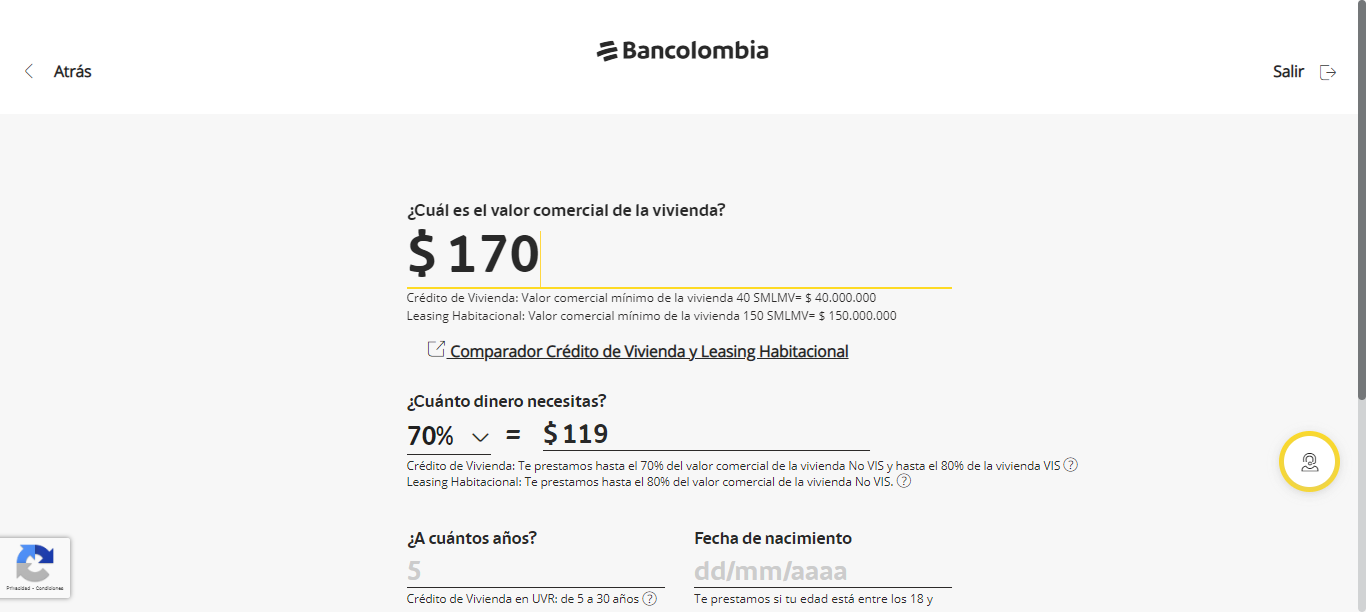 Bancolombia
Atrás
Salir
¿Cuál es el valor comercial de la vivienda?
$ 170
Crédito de Vivienda: Valor comercial mínimo de la vivienda 40 SMLMV= $ 40.000.000
Leasing Habitacional: Valor comercial mínimo de la vivienda 150 SMLMV= $ 150.000.000
Comparador Crédito de Vivienda y Leasing Habitacional
¿Cuánto dinero necesitas?
70% = $ 119
Crédito de Vivienda: Te prestamos hasta el 70% del valor comercial de la vivienda No VIS y hasta el 80% de la vivienda VIS ?
Leasing Habitacional: Te prestamos hasta el 80% del valor comercial de la vivienda No VIS. ?
¿A cuántos años? Fecha de nacimiento
5 dd/mm/aaaa
Crédito de Vivienda en UVR: de 5 a 30 años ? Te prestamos si tu edad está entre los 18 y
Privacidad - Condiciones